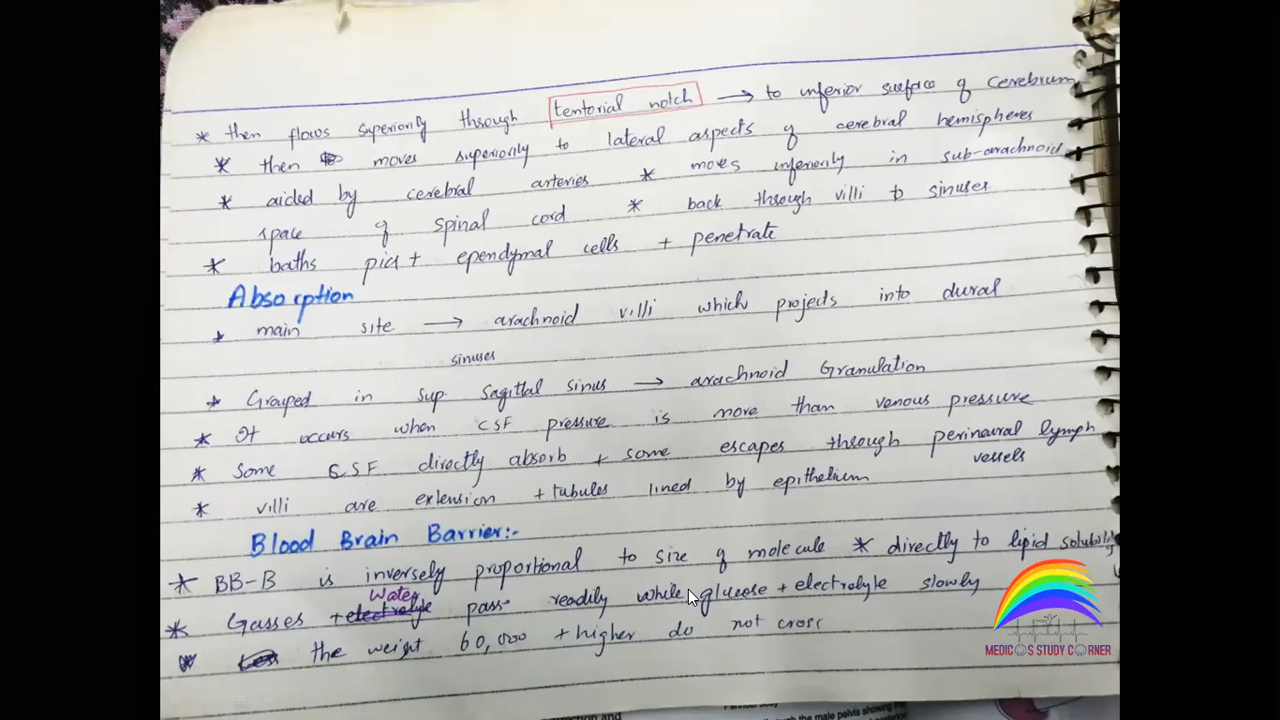 * then flows superiorly through tentorial notch → to inferior surface of cerebrum
* then moves superiorily to lateral aspects of cerebral hemispheres
* aided by cerebral arteries * moves inferiorily in sub-arachnoid
space of spinal cord * back through villi to sinuses
* baths pia + ependymal cells + penetrate
Absorption
* main site → arachnoid villi which projects into dural
sinuses
* Grouped in sup sagittal sinus → arachnoid Granulation
* It occurs when CSF pressure is more than venous pressure
* Some CSF directly absorb + some escapes through perineural lymph
vessels
* villi are extension + tubules lined by epithelium
Blood Brain Barrier:-
* BB-B is inversely proportional to size of molecule * directly to lipid solubility
* Gasses + water pass readily while glucose + electrolyte slowly
* the weight 60,000 + higher do not cross
MEDICOS STUDY CORNER